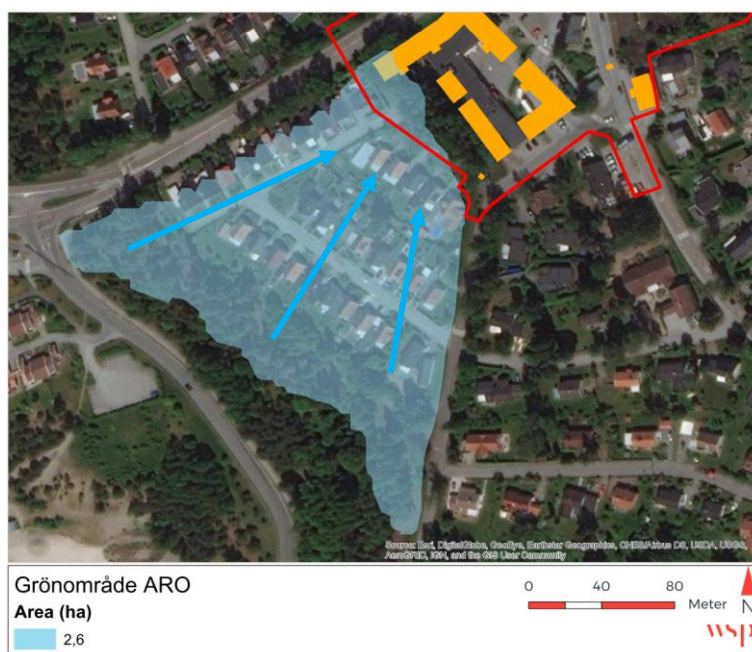 Source: Esri, DigitalGlobe, GeoEye, Earthstar Geographics, CNES/Airbus DS, USDA, USGS,
AeroGRID, IGN, and the GIS User Community
Grönområde ARO
Area (ha)
2,6
0 40 80
Meter N
wsp